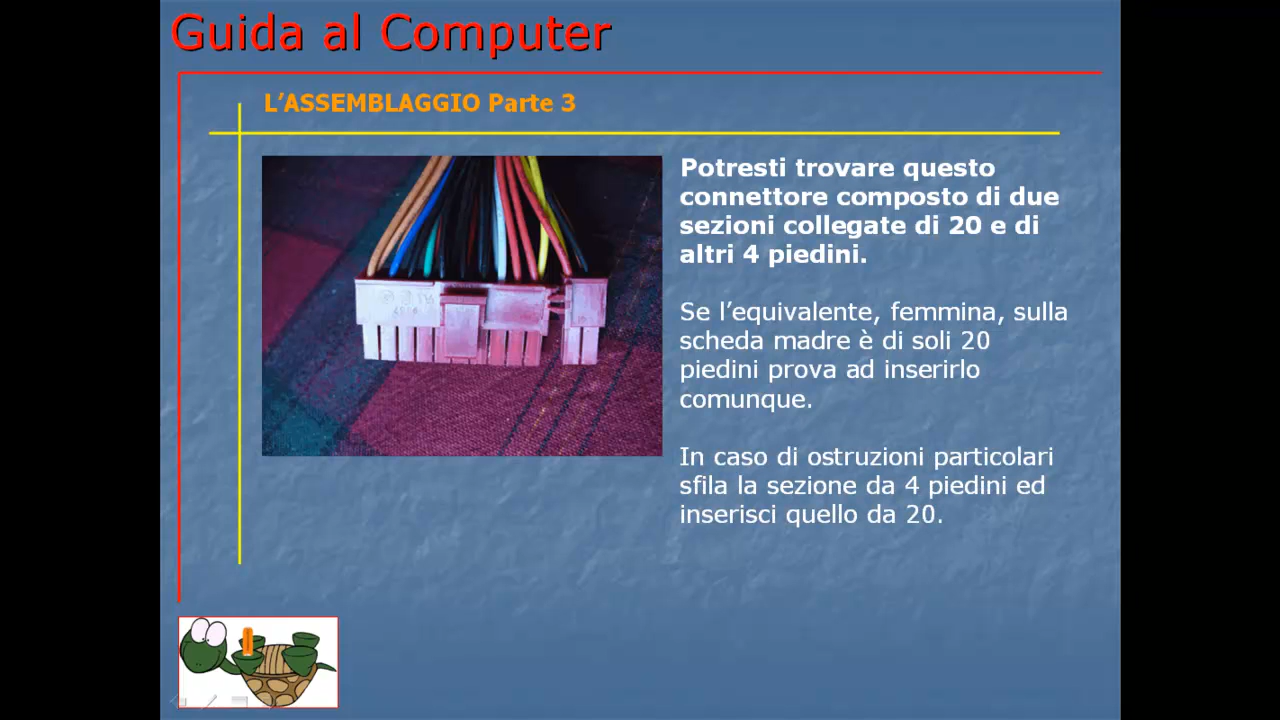 Guida al Computer
L’ASSEMBLAGGIO Parte 3
Potresti trovare questo
connettore composto di due
sezioni collegate di 20 e di
altri 4 piedini.
Se l’equivalente, femmina, sulla
scheda madre è di soli 20
piedini prova ad inserirlo
comunque.
In caso di ostruzioni particolari
sfila la sezione da 4 piedini ed
inserisci quello da 20.